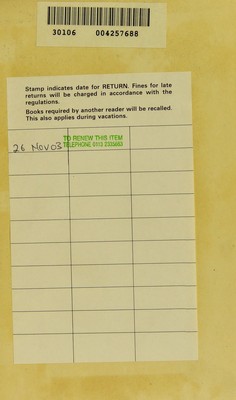 30106 004257688
Stamp indicates date for RETURN. Fines for late
returns will be charged in accordance with the
regulations.
Books required by another reader will be recalled.
This also applies during vacations.
TO RENEW THIS ITEM
26 NOV 03 TELEPHONE 0113 2335663